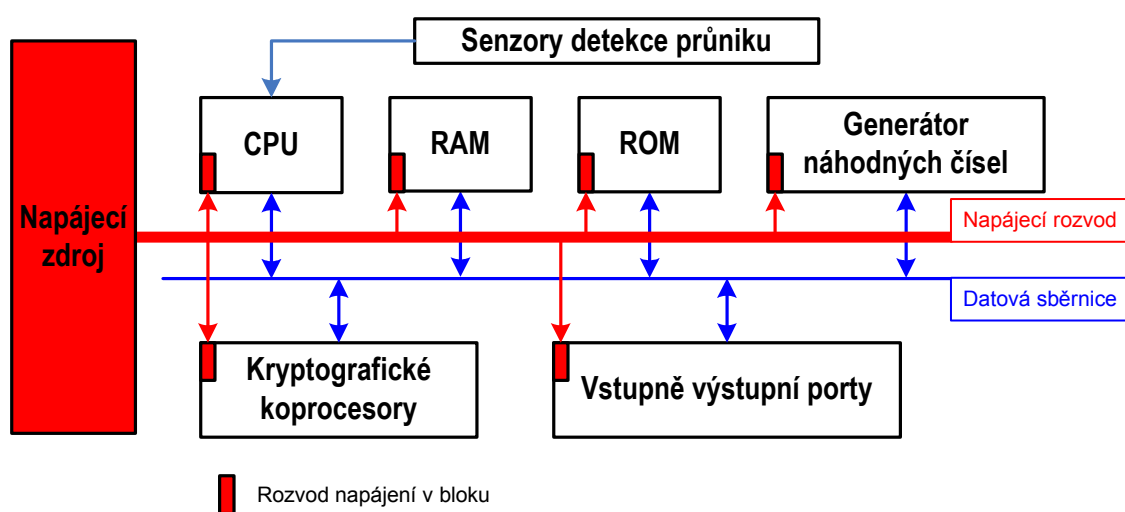 Senzory detekce průniku
CPU
RAM
ROM
Generátor
náhodných čísel
Napájecí
zdroj
Napájecí rozvod
Datová sběrnice
Kryptografické
koprocesory
Vstupně výstupní porty
Rozvod napájení v bloku